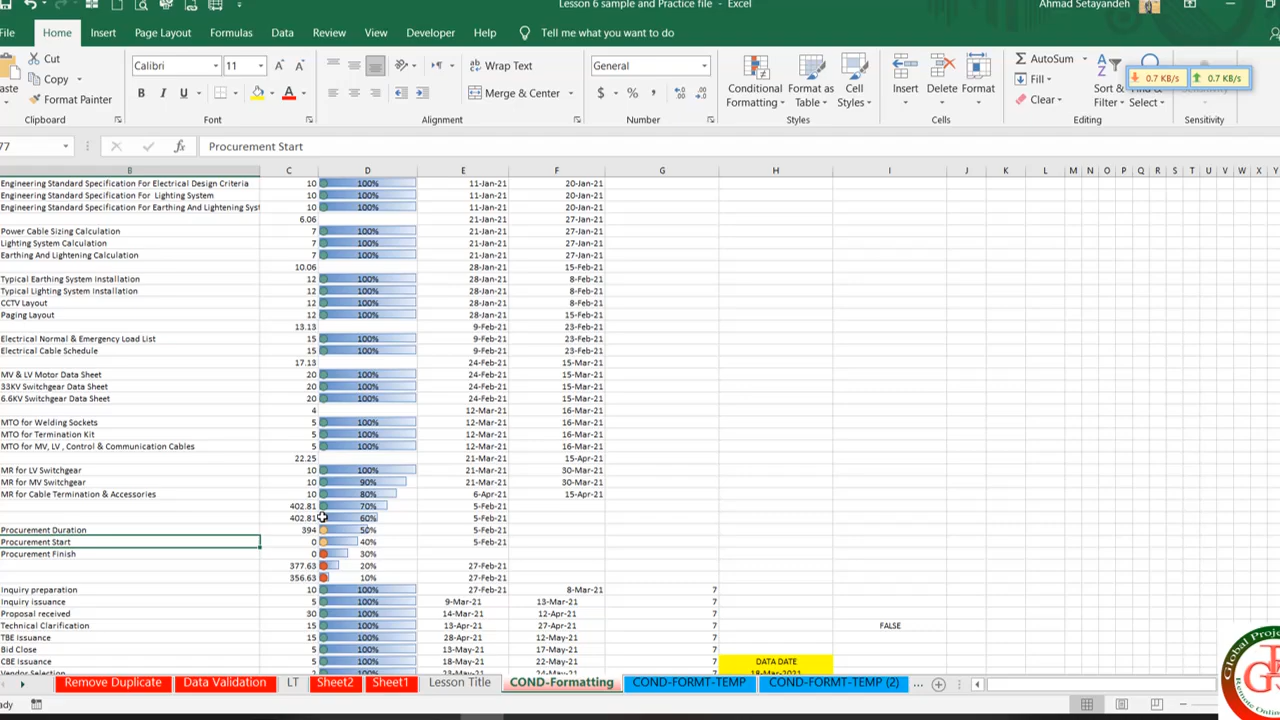 Lesson 6 sample and Practice file - Excel
Ahmad Setayandeh
File Home Insert Page Layout Formulas Data Review View Developer Help Tell me what you want to do
Cut
Copy
Format Painter
Clipboard
Calibri 11
B I U
Font
Wrap Text
Merge & Center
Alignment
General
$ % ,
Number
Conditional Formatting
Format as Table
Cell Styles
Styles
Insert Delete Format
Cells
AutoSum
Fill
Clear
Sort & Filter
Select
Editing
0.7 KB/s 0.7 KB/s
Sensitivity
77 fx Procurement Start
B C D E F G H I J K L M N O P Q R S T U V W X Y
Engineering Standard Specification For Electrical Design Criteria 10 100% 11-Jan-21 20-Jan-21
Engineering Standard Specification For Lighting System 10 100% 11-Jan-21 20-Jan-21
Engineering Standard Specification For Earthing And Lightening Syst 10 100% 11-Jan-21 20-Jan-21
6.06 21-Jan-21 27-Jan-21
Power Cable Sizing Calculation 7 100% 21-Jan-21 27-Jan-21
Lighting System Calculation 7 100% 21-Jan-21 27-Jan-21
Earthing And Lightening Calculation 7 100% 21-Jan-21 27-Jan-21
10.06 28-Jan-21 15-Feb-21
Typical Earthing System Installation 12 100% 28-Jan-21 8-Feb-21
Typical Lighting System Installation 12 100% 28-Jan-21 8-Feb-21
CCTV Layout 12 100% 28-Jan-21 8-Feb-21
Paging Layout 12 100% 28-Jan-21 15-Feb-21
13.13 9-Feb-21 23-Feb-21
Electrical Normal & Emergency Load List 15 100% 9-Feb-21 23-Feb-21
Electrical Cable Schedule 15 100% 9-Feb-21 23-Feb-21
17.13 24-Feb-21 15-Mar-21
MV & LV Motor Data Sheet 20 100% 24-Feb-21 15-Mar-21
33KV Switchgear Data Sheet 20 100% 24-Feb-21 15-Mar-21
6.6KV Switchgear Data Sheet 20 100% 24-Feb-21 15-Mar-21
4 12-Mar-21 16-Mar-21
MTO for Welding Sockets 5 100% 12-Mar-21 16-Mar-21
MTO for Termination Kit 5 100% 12-Mar-21 16-Mar-21
MTO for MV, LV , Control & Communication Cables 5 100% 12-Mar-21 16-Mar-21
22.25 21-Mar-21 15-Apr-21
MR for LV Switchgear 10 100% 21-Mar-21 30-Mar-21
MR for MV Switchgear 10 90% 21-Mar-21 30-Mar-21
MR for Cable Termination & Accessories 10 80% 6-Apr-21 15-Apr-21
402.81 70% 5-Feb-21
402.81 60% 5-Feb-21
Procurement Duration 394 50% 5-Feb-21
Procurement Start 0 40% 5-Feb-21
Procurement Finish 0 30%
377.63 20% 27-Feb-21
356.63 10% 27-Feb-21
Inquiry preparation 10 100% 27-Feb-21 8-Mar-21 7
Inquiry issuance 5 100% 9-Mar-21 13-Mar-21 7
Proposal received 30 100% 14-Mar-21 12-Apr-21 7
Technical Clarification 15 100% 13-Apr-21 27-Apr-21 7 FALSE
TBE Issuance 15 100% 28-Apr-21 12-May-21 7
Bid Close 5 100% 13-May-21 17-May-21 7
CBE Issuance 5 100% 18-May-21 22-May-21 7 DATA DATE
Vendor Selection 2 100% 23-May-21 24-May-21 7 18-Mar-2021
Remove Duplicate Data Validation LT Sheet2 Sheet1 Lesson Title COND-Formatting COND-FORMT-TEMP COND-FORMT-TEMP (2) ...
Global Proje
Remote Onlin